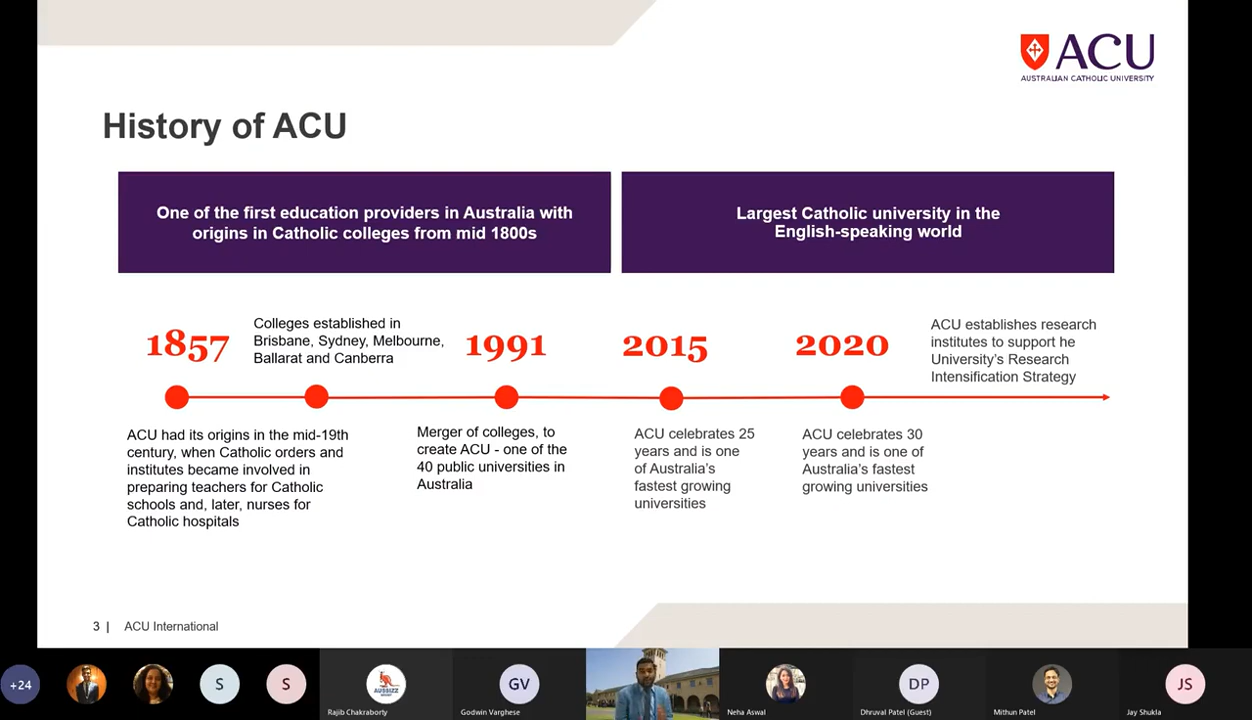 ACU
AUSTRALIAN CATHOLIC UNIVERSITY
History of ACU
One of the first education providers in Australia with
origins in Catholic colleges from mid 1800s
Largest Catholic university in the
English-speaking world
1857
Colleges established in
Brisbane, Sydney, Melbourne,
Ballarat and Canberra
1991
2015
2020
ACU establishes research
institutes to support he
University's Research
Intensification Strategy
ACU had its origins in the mid-19th
century, when Catholic orders and
institutes became involved in
preparing teachers for Catholic
schools and, later, nurses for
Catholic hospitals
Merger of colleges, to
create ACU - one of the
40 public universities in
Australia
ACU celebrates 25
years and is one
of Australia's
fastest growing
universities
ACU celebrates 30
years and is one of
Australia's fastest
growing universities
3 | ACU International
+24
S
S
AUSSIZZ
Rajib Chakraborty
GV
Godwin Varghese
Neha Aswal
DP
Dhruval Patel (Guest)
Mithun Patel
JS
Jay Shukla